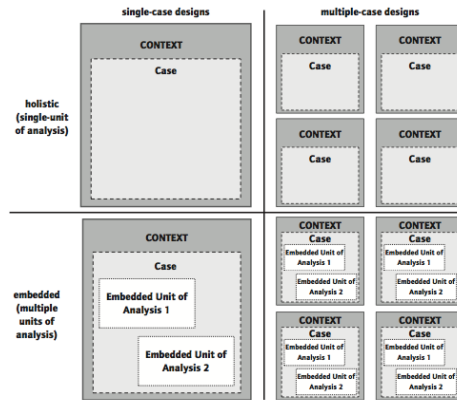 single-case designs
multiple-case designs
holistic
(single-unit
of analysis)
CONTEXT
Case
CONTEXT
Case
CONTEXT
Case
CONTEXT
Case
CONTEXT
Case
embedded
(multiple
units of
analysis)
CONTEXT
Case
Embedded Unit of
Analysis 1
Embedded Unit of
Analysis 2
CONTEXT
Case
Embedded Unit of
Analysis 1
Embedded Unit of
Analysis 2
CONTEXT
Case
Embedded Unit of
Analysis 1
Embedded Unit of
Analysis 2
CONTEXT
Case
Embedded Unit of
Analysis 1
Embedded Unit of
Analysis 2
CONTEXT
Case
Embedded Unit of
Analysis 1
Embedded Unit of
Analysis 2